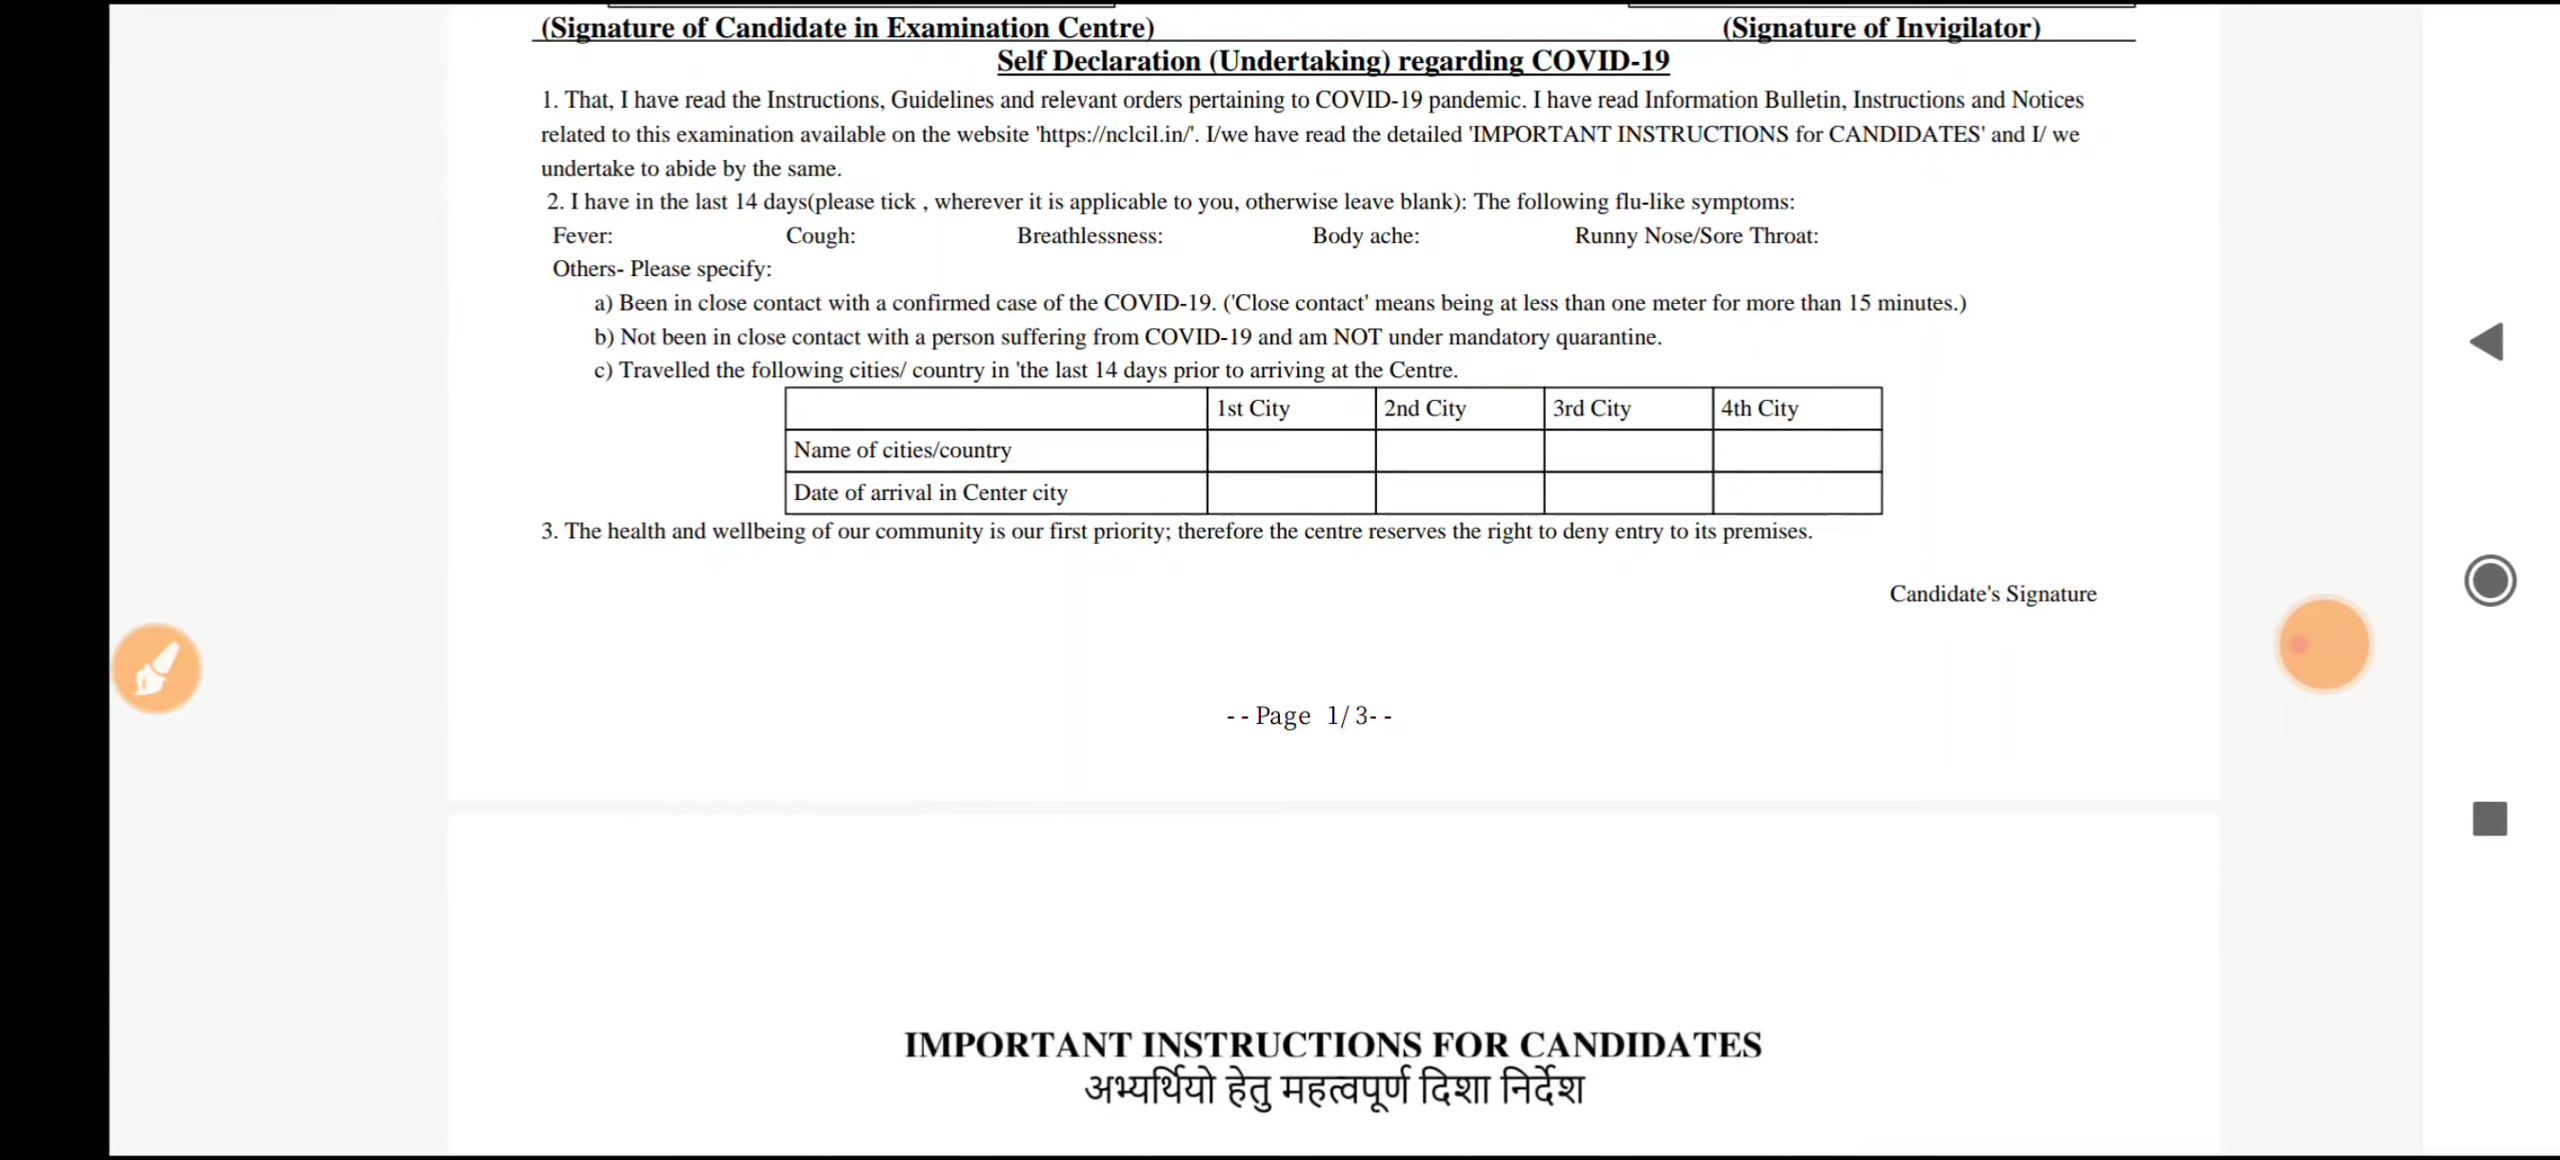 (Signature of Candidate in Examination Centre) (Signature of Invigilator)
Self Declaration (Undertaking) regarding COVID-19
1. That, I have read the Instructions, Guidelines and relevant orders pertaining to COVID-19 pandemic. I have read Information Bulletin, Instructions and Notices
related to this examination available on the website 'https://nclcil.in/'. I/we have read the detailed 'IMPORTANT INSTRUCTIONS for CANDIDATES' and I/ we
undertake to abide by the same.
2. I have in the last 14 days(please tick , wherever it is applicable to you, otherwise leave blank): The following flu-like symptoms:
Fever: Cough: Breathlessness: Body ache: Runny Nose/Sore Throat:
Others- Please specify:
a) Been in close contact with a confirmed case of the COVID-19. ('Close contact' means being at less than one meter for more than 15 minutes.)
b) Not been in close contact with a person suffering from COVID-19 and am NOT under mandatory quarantine.
c) Travelled the following cities/ country in 'the last 14 days prior to arriving at the Centre.
1st City 2nd City 3rd City 4th City
Name of cities/country
Date of arrival in Center city
3. The health and wellbeing of our community is our first priority; therefore the centre reserves the right to deny entry to its premises.
Candidate's Signature
--Page 1/3--
IMPORTANT INSTRUCTIONS FOR CANDIDATES
अभ्यर्थियो हेतु महत्वपूर्ण दिशा निर्देश